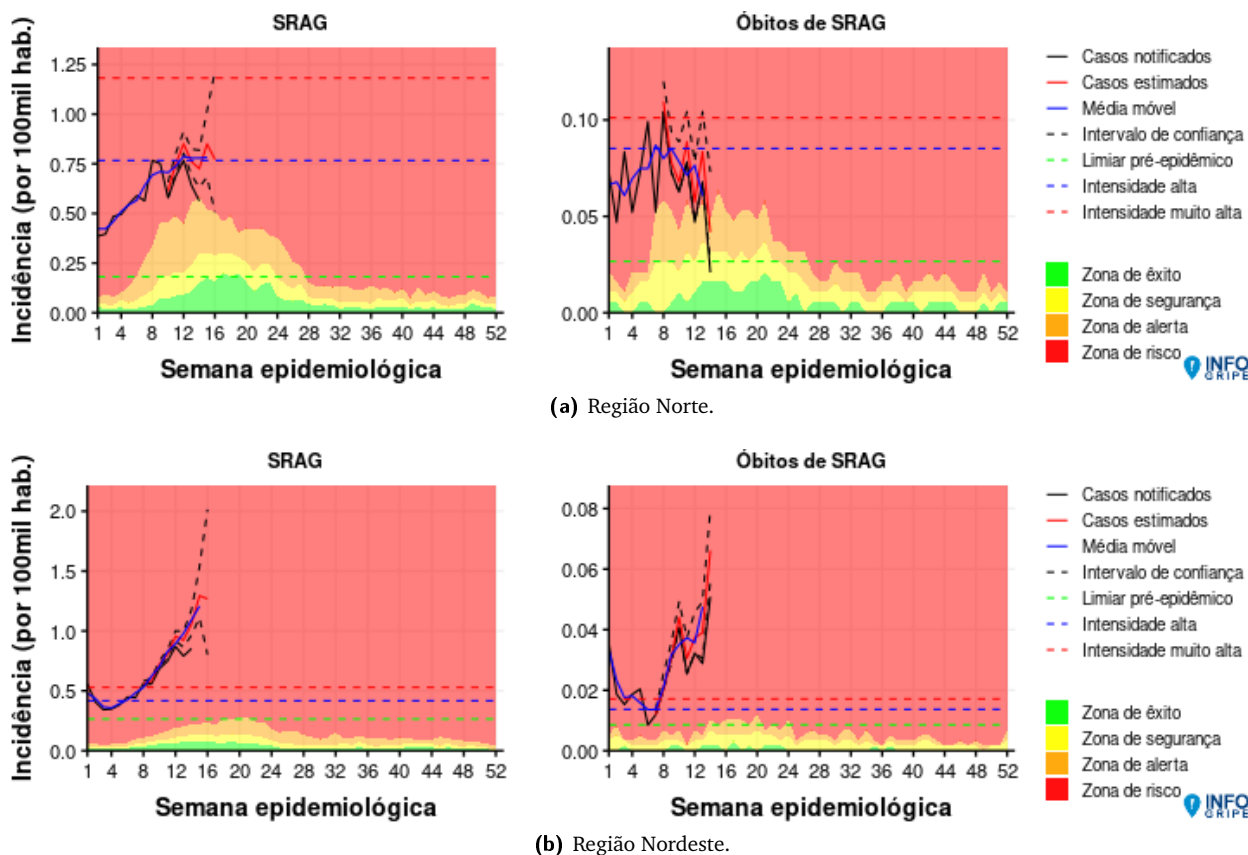 SRAG
Óbitos de SRAG
Incidência (por 100mil hab.)
1.25
1.00
0.75
0.50
0.25
0.00
1 4 8 12 16 20 24 28 32 36 40 44 48 52
Semana epidemiológica
0.10
0.05
0.00
1 4 8 12 16 20 24 28 32 36 40 44 48 52
Semana epidemiológica
Casos notificados
Casos estimados
Média móvel
Intervalo de confiança
Limiar pré-epidêmico
Intensidade alta
Intensidade muito alta
Zona de êxito
Zona de segurança
Zona de alerta
Zona de risco
INFO
GRIPE
(a) Região Norte.
SRAG
Óbitos de SRAG
Incidência (por 100mil hab.)
2.0
1.5
1.0
0.5
0.0
1 4 8 12 16 20 24 28 32 36 40 44 48 52
Semana epidemiológica
0.08
0.06
0.04
0.02
0.00
1 4 8 12 16 20 24 28 32 36 40 44 48 52
Semana epidemiológica
Casos notificados
Casos estimados
Média móvel
Intervalo de confiança
Limiar pré-epidêmico
Intensidade alta
Intensidade muito alta
Zona de êxito
Zona de segurança
Zona de alerta
Zona de risco
INFO
GRIPE
(b) Região Nordeste.